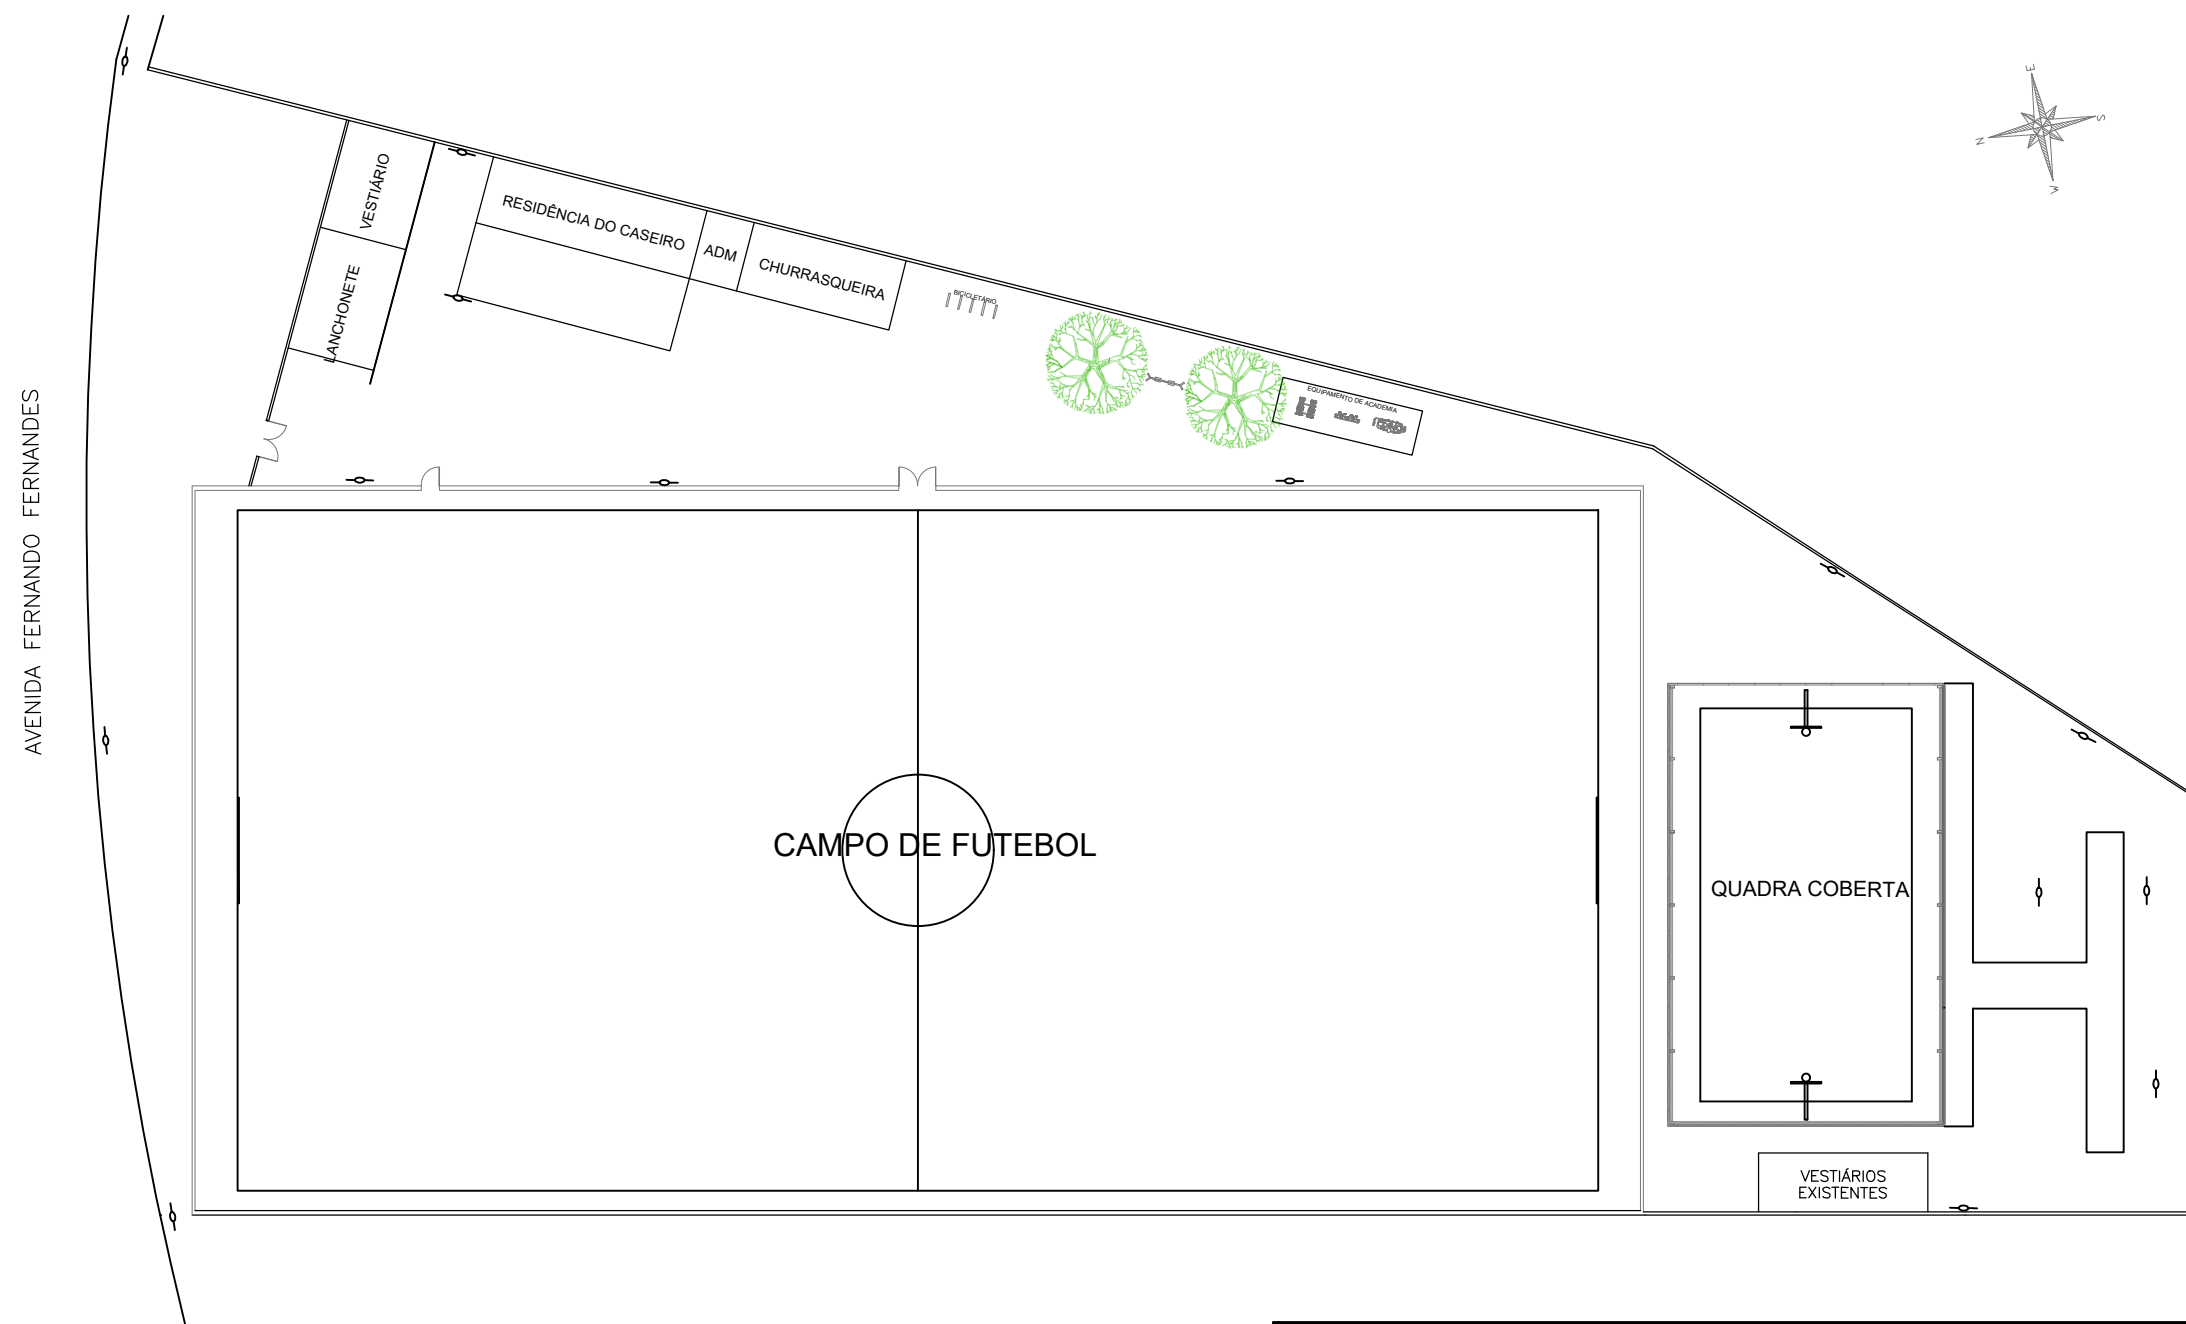 E
N
S
W
VESTIÁRIO
RESIDÊNCIA DO CASEIRO
ADM
CHURRASQUEIRA
LANCHONETE
BICICLETÁRIO
EQUIPAMENTO DE ACADEMIA
AVENIDA FERNANDO FERNANDES
CAMPO DE FUTEBOL
QUADRA COBERTA
VESTIÁRIOS
EXISTENTES